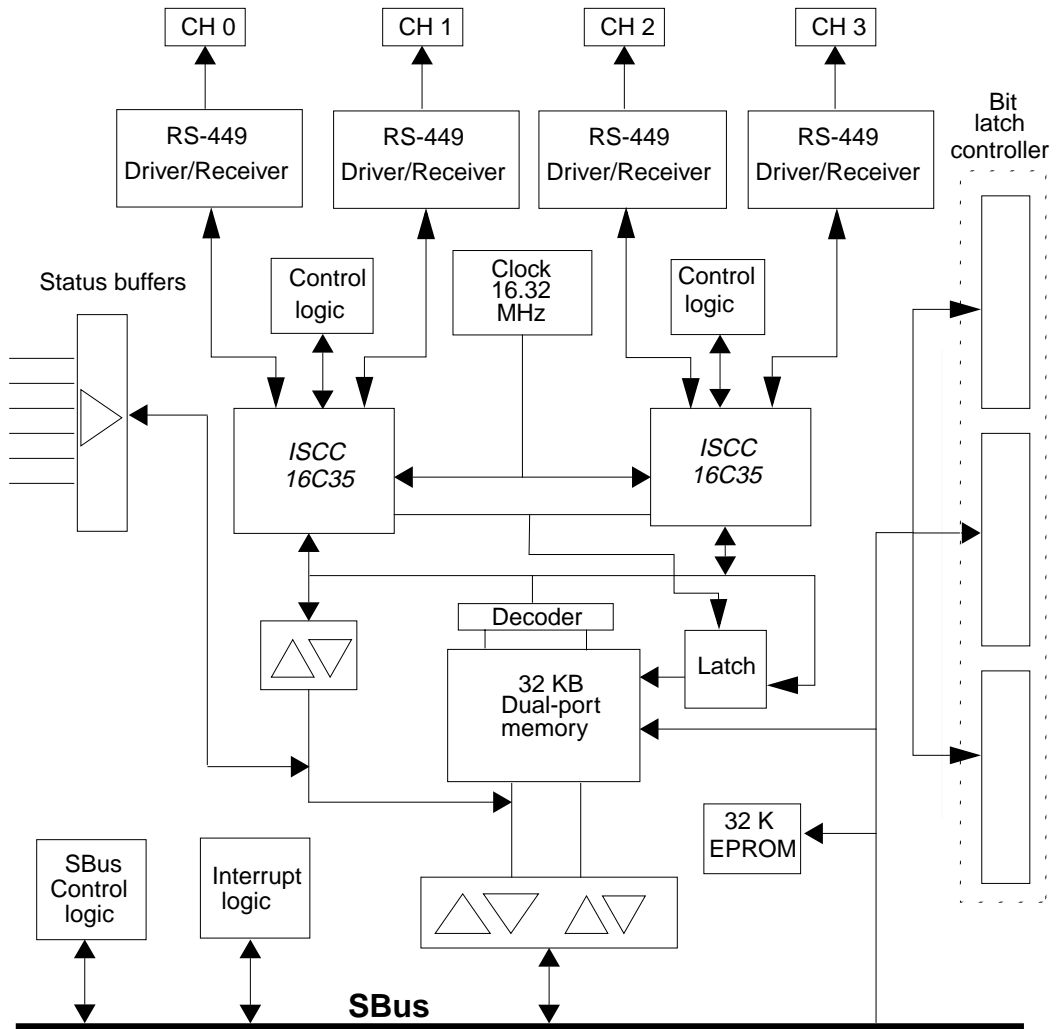 CH 0
CH 1
CH 2
CH 3
RS-449
Driver/Receiver
RS-449
Driver/Receiver
RS-449
Driver/Receiver
RS-449
Driver/Receiver
Bit
latch
controller
Status buffers
Control
logic
Clock
16.32
MHz
Control
logic
ISCC
16C35
ISCC
16C35
Decoder
32 KB
Dual-port
memory
Latch
32 K
EPROM
SBus
Control
logic
Interrupt
logic
SBus